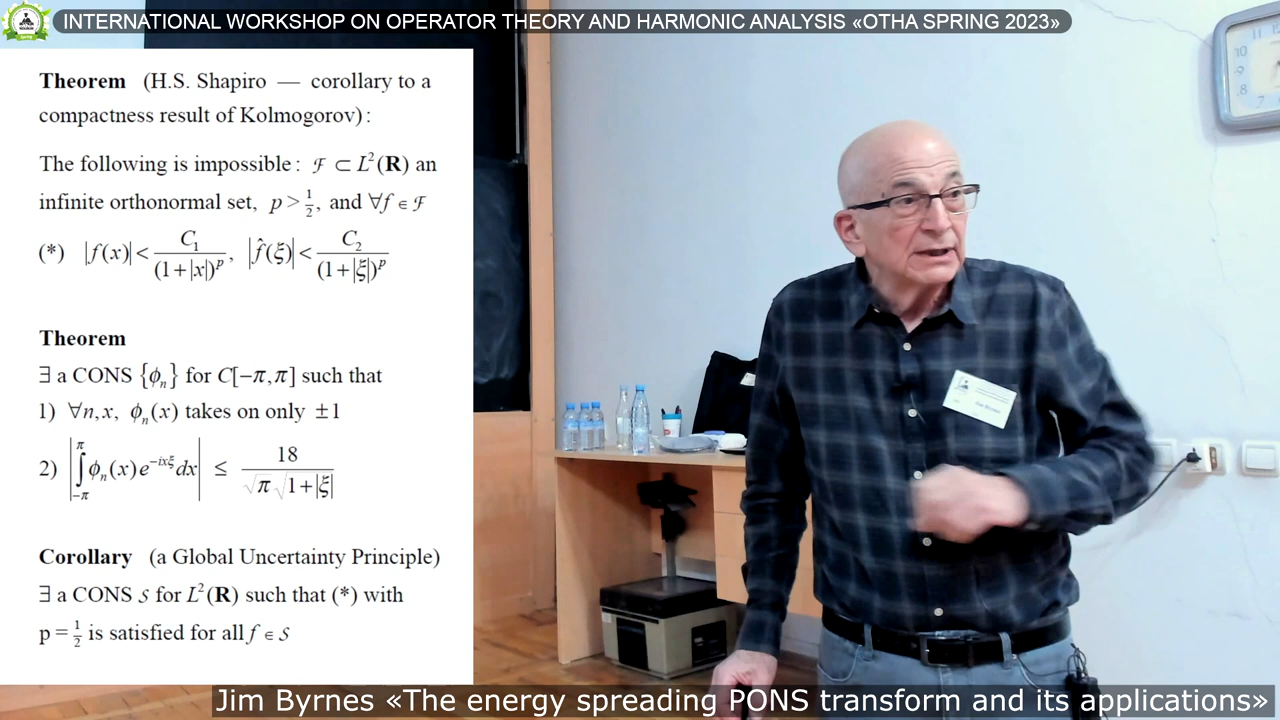 INTERNATIONAL WORKSHOP ON OPERATOR THEORY AND HARMONIC ANALYSIS «OTHA SPRING 2023»
Theorem (H.S. Shapiro — corollary to a
compactness result of Kolmogorov):
The following is impossible: ℱ ⊂ L²(R) an
infinite orthonormal set, p > 1/2, and ∀f ∈ ℱ
(*) |f(x)| < C₁/(1+|x|)ᵖ, |f̂(ξ)| < C₂/(1+|ξ|)ᵖ
Theorem
∃ a CONS {ϕₙ} for C[−π,π] such that
1) ∀n,x, ϕₙ(x) takes on only ±1
2) |∫_{−π}^{π} ϕₙ(x)e^{−ixξ}dx| ≤ 18/(√π √1+|ξ|)
Corollary (a Global Uncertainty Principle)
∃ a CONS 𝒮 for L²(R) such that (*) with
p = 1/2 is satisfied for all f ∈ 𝒮
Jim Byrnes «The energy spreading PONS transform and its applications»